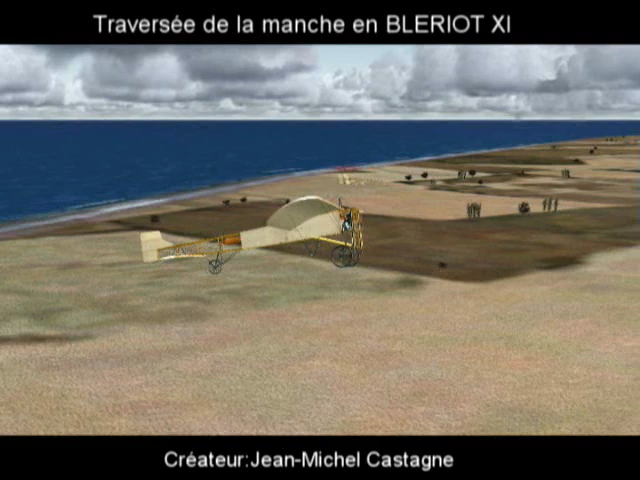 Traversée de la manche en BLERIOT XI
Créateur:Jean-Michel Castagne